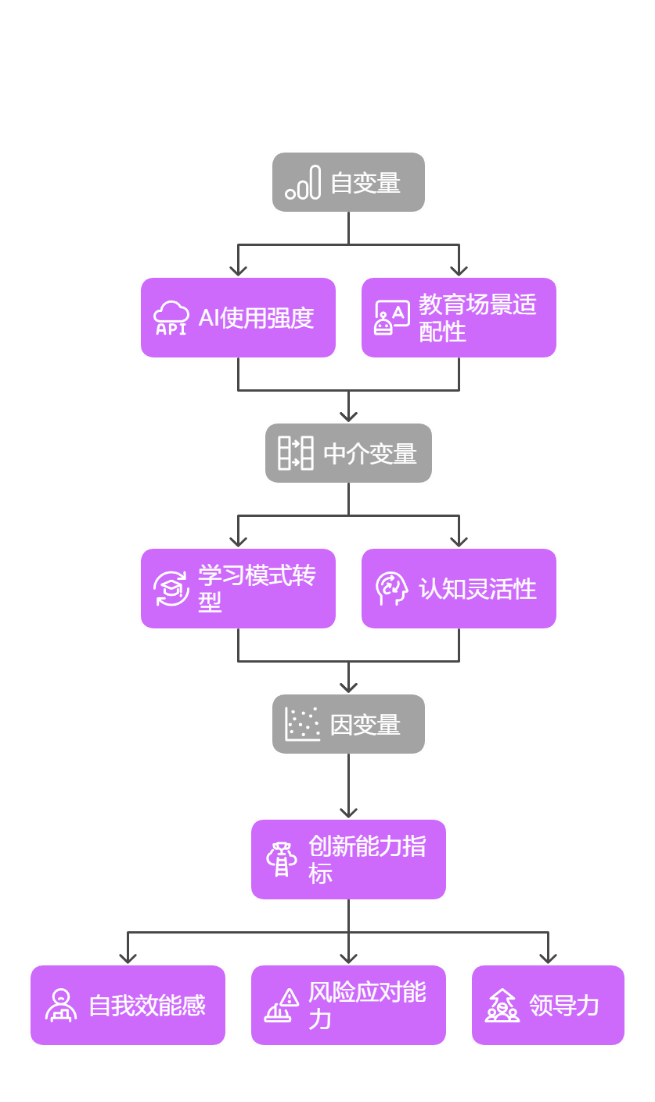 自变量
API
AI使用强度
A
教育场景适
配性
中介变量
学习模式转
型
认知灵活性
因变量
创新能力指
标
自我效能感
风险应对能
力
领导力